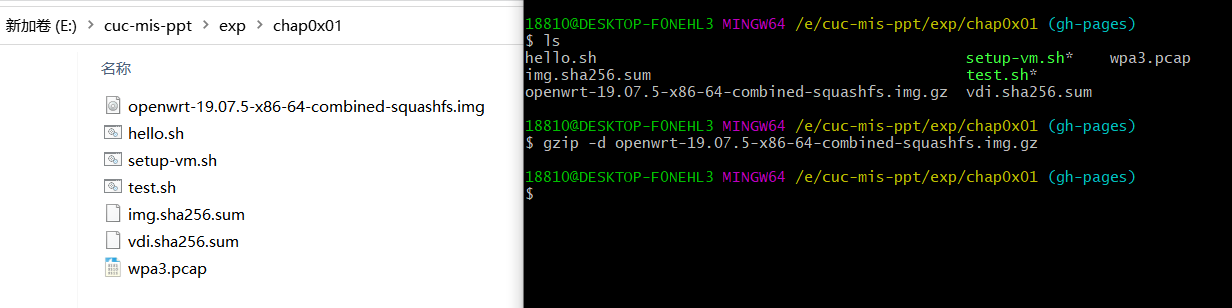 新加卷 (E:) > cuc-mis-ppt > exp > chap0x01
名称
openwrt-19.07.5-x86-64-combined-squashfs.img
hello.sh
setup-vm.sh
test.sh
img.sha256.sum
vdi.sha256.sum
wpa3.pcap
18810@DESKTOP-F0NEHL3 MINGW64 /e/cuc-mis-ppt/exp/chap0x01 (gh-pages)
$ ls
hello.sh setup-vm.sh* wpa3.pcap
img.sha256.sum test.sh*
openwrt-19.07.5-x86-64-combined-squashfs.img.gz vdi.sha256.sum
18810@DESKTOP-F0NEHL3 MINGW64 /e/cuc-mis-ppt/exp/chap0x01 (gh-pages)
$ gzip -d openwrt-19.07.5-x86-64-combined-squashfs.img.gz
18810@DESKTOP-F0NEHL3 MINGW64 /e/cuc-mis-ppt/exp/chap0x01 (gh-pages)
$